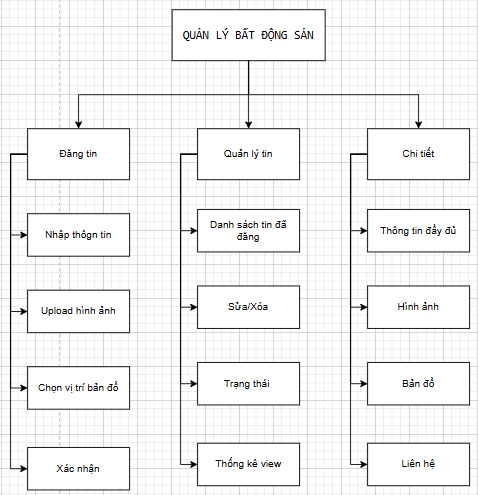 QUẢN LÝ BẤT ĐỘNG SẢN
Đăng tin
Quản lý tin
Chi tiết
Nhập thôgn tin
Danh sách tin đã
đăng
Thông tin đầy đủ
Upload hình ảnh
Sửa/Xóa
Hình ảnh
Chọn vị trí bản đồ
Trạng thái
Bản đồ
Xác nhận
Thống kê view
Liên hệ